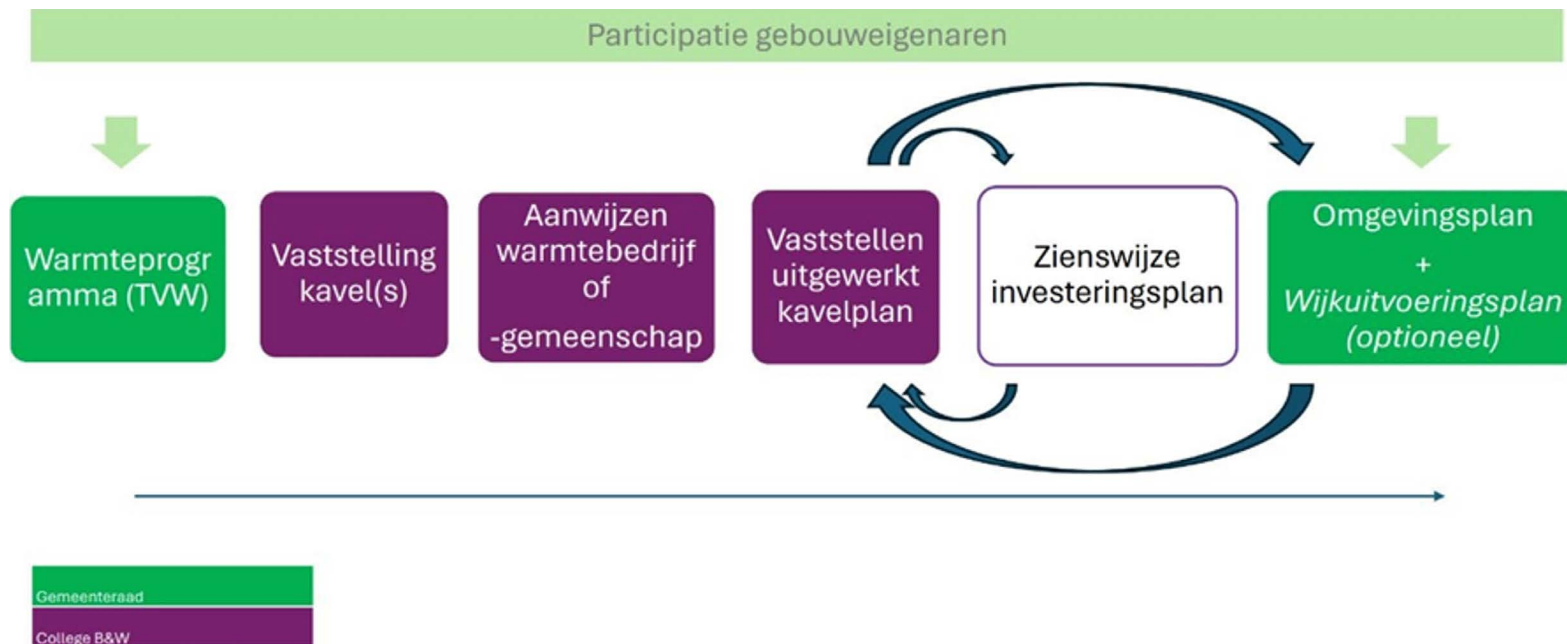 Participatie gebouweigenaren
Warmteprogr
amma (TVW)
Vaststelling
kavel(s)
Aanwijzen
warmtebedrijf
of
-gemeenschap
Vaststellen
uitgewerkt
kavelplan
Zienswijze
investeringsplan
Omgevingsplan
+
Wijkuitvoeringsplan
(optioneel)
Gemeenteraad
College B&W